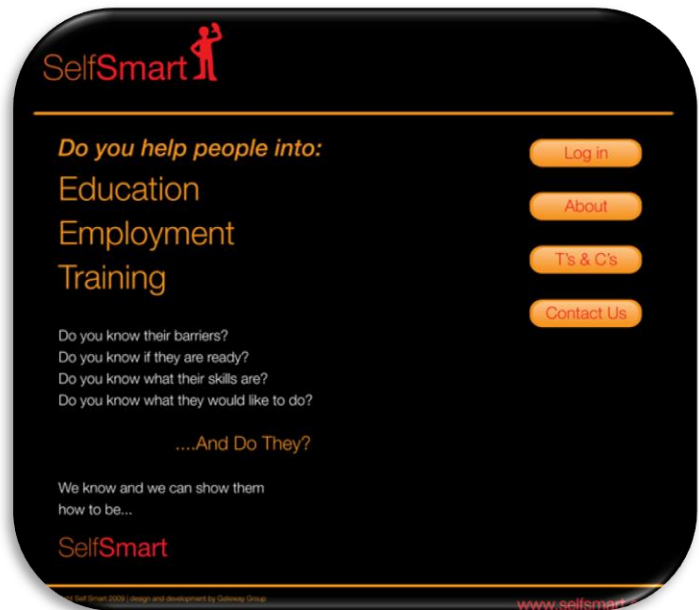 SelfSmart
Do you help people into:
Education
Employment
Training
Log in
About
T's & C's
Contact Us
Do you know their barriers?
Do you know if they are ready?
Do you know what their skills are?
Do you know what they would like to do?
....And Do They?
We know and we can show them
how to be...
SelfSmart
Self Smart 2009 | design and development by Gateway Group
www.selfsmart